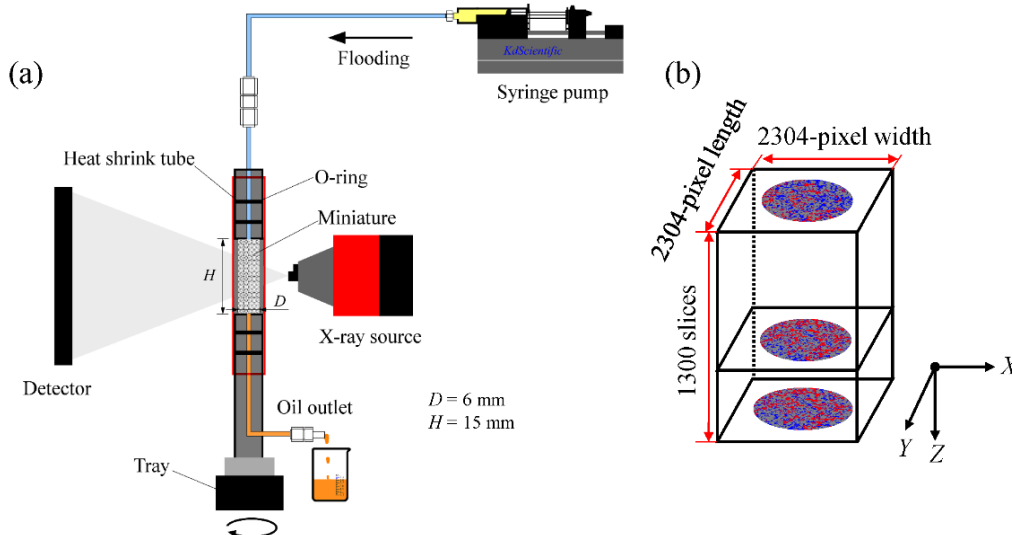 (a)
Flooding
KdScientific
Syringe pump
Heat shrink tube
O-ring
Miniature
H
D
X-ray source
Detector
D = 6 mm
H = 15 mm
Oil outlet
Tray
(b)
2304-pixel width
2304-pixel length
1300 slices
X
Y
Z